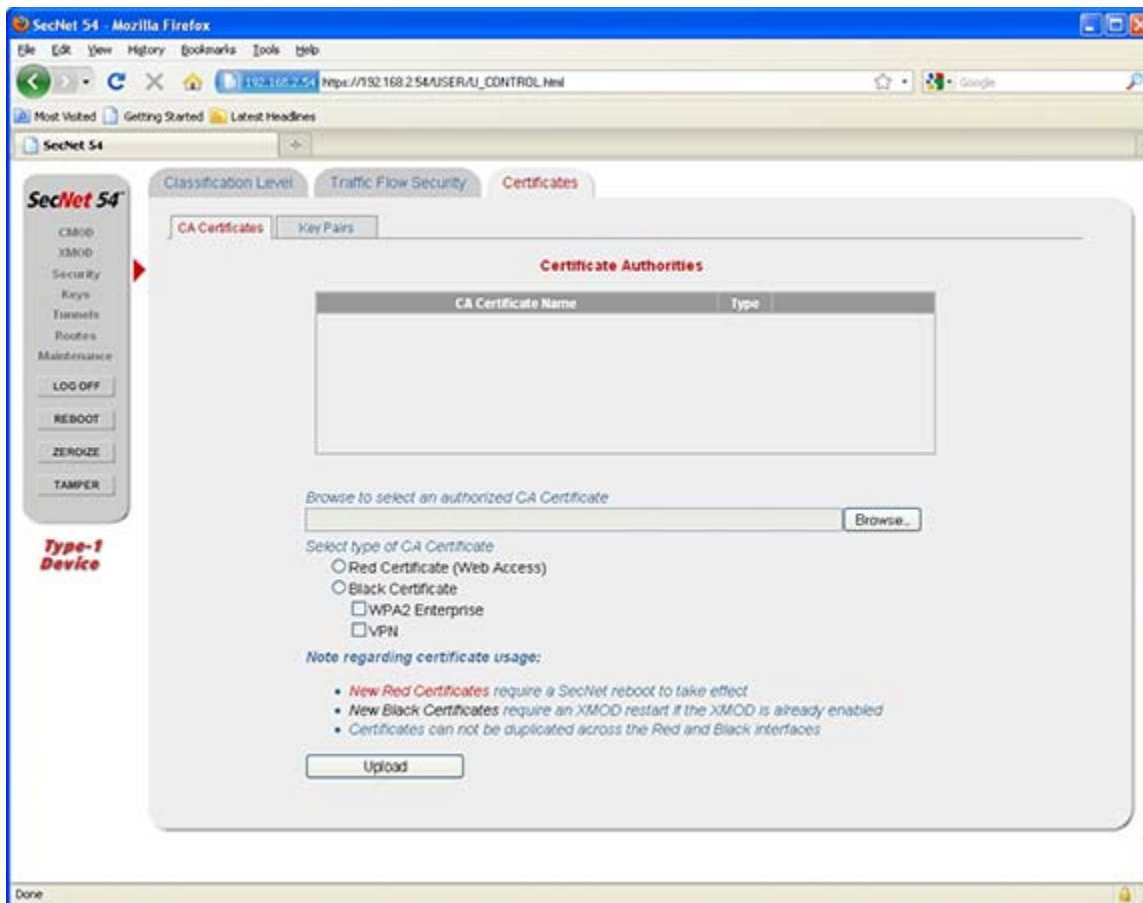 SecNet 54 - Mozilla Firefox
File Edit View History Bookmarks Tools Help
192.168.2.54 https://192.168.2.54/USER/U_CONTROL.html Google
Most Visited Getting Started Latest Headlines
SecNet 54
SecNet 54™
CMOD
XMOD
Security
Keys
Tunnels
Routes
Maintenance
LOG OFF
REBOOT
ZEROIZE
TAMPER
Type-1
Device
Classification Level Traffic Flow Security Certificates
CA Certificates Key Pairs
Certificate Authorities
CA Certificate Name Type
Browse to select an authorized CA Certificate
Browse..
Select type of CA Certificate
Red Certificate (Web Access)
Black Certificate
WPA2 Enterprise
VPN
Note regarding certificate usage:
• New Red Certificates require a SecNet reboot to take effect
• New Black Certificates require an XMOD restart if the XMOD is already enabled
• Certificates can not be duplicated across the Red and Black interfaces
Upload
Done